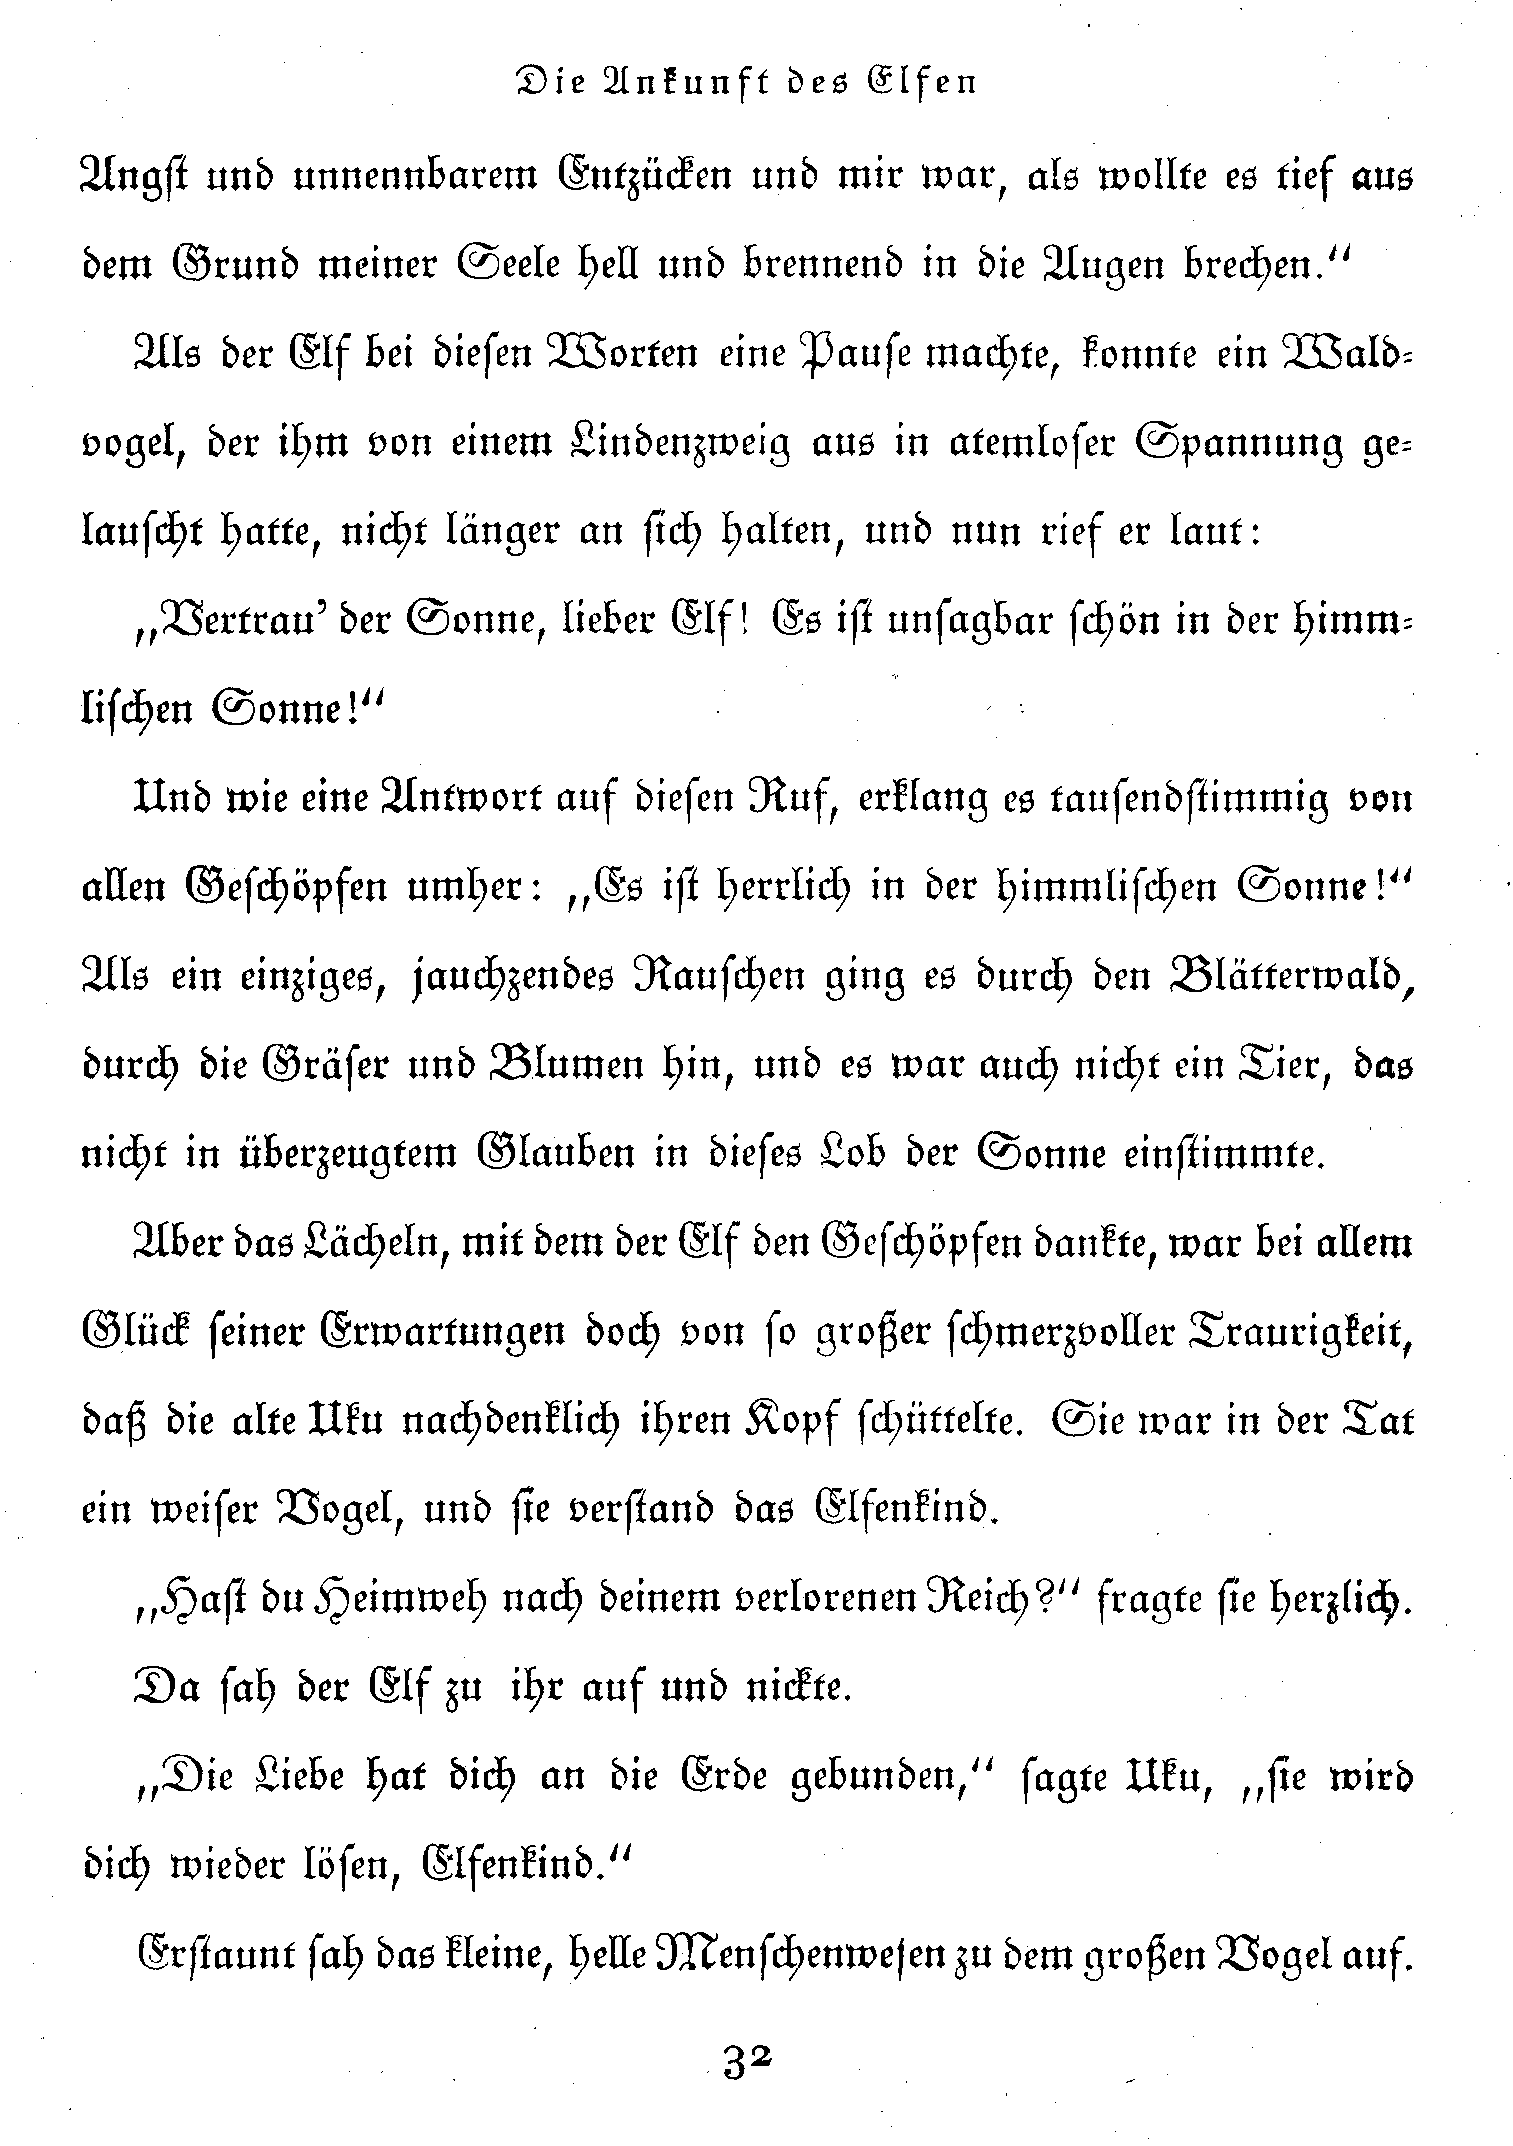 Die Ankunft des Elfen
Angst und unnennbarem Entzücken und mir war, als wollte es tief aus
dem Grund meiner Seele hell und brennend in die Augen brechen.“
Als der Elf bei diesen Worten eine Pause machte, konnte ein Wald-
vogel, der ihm von einem Lindenzweig aus in atemloser Spannung ge-
lauscht hatte, nicht länger an sich halten, und nun rief er laut:
„Vertrau’ der Sonne, lieber Elf! Es ist unsagbar schön in der himm-
lischen Sonne!“
Und wie eine Antwort auf diesen Ruf, erklang es tausendstimmig von
allen Geschöpfen umher: „Es ist herrlich in der himmlischen Sonne!“
Als ein einziges, jauchzendes Rauschen ging es durch den Blätterwald,
durch die Gräser und Blumen hin, und es war auch nicht ein Tier, das
nicht in überzeugtem Glauben in dieses Lob der Sonne einstimmte.
Aber das Lächeln, mit dem der Elf den Geschöpfen dankte, war bei allem
Glück seiner Erwartungen doch von so großer schmerzvoller Traurigkeit,
daß die alte Uku nachdenklich ihren Kopf schüttelte. Sie war in der Tat
ein weiser Vogel, und sie verstand das Elfenkind.
„Hast du Heimweh nach deinem verlorenen Reich?“ fragte sie herzlich.
Da sah der Elf zu ihr auf und nickte.
„Die Liebe hat dich an die Erde gebunden,“ sagte Uku, „sie wird
dich wieder lösen, Elfenkind.“
Erstaunt sah das kleine, helle Menschenwesen zu dem großen Vogel auf.
32